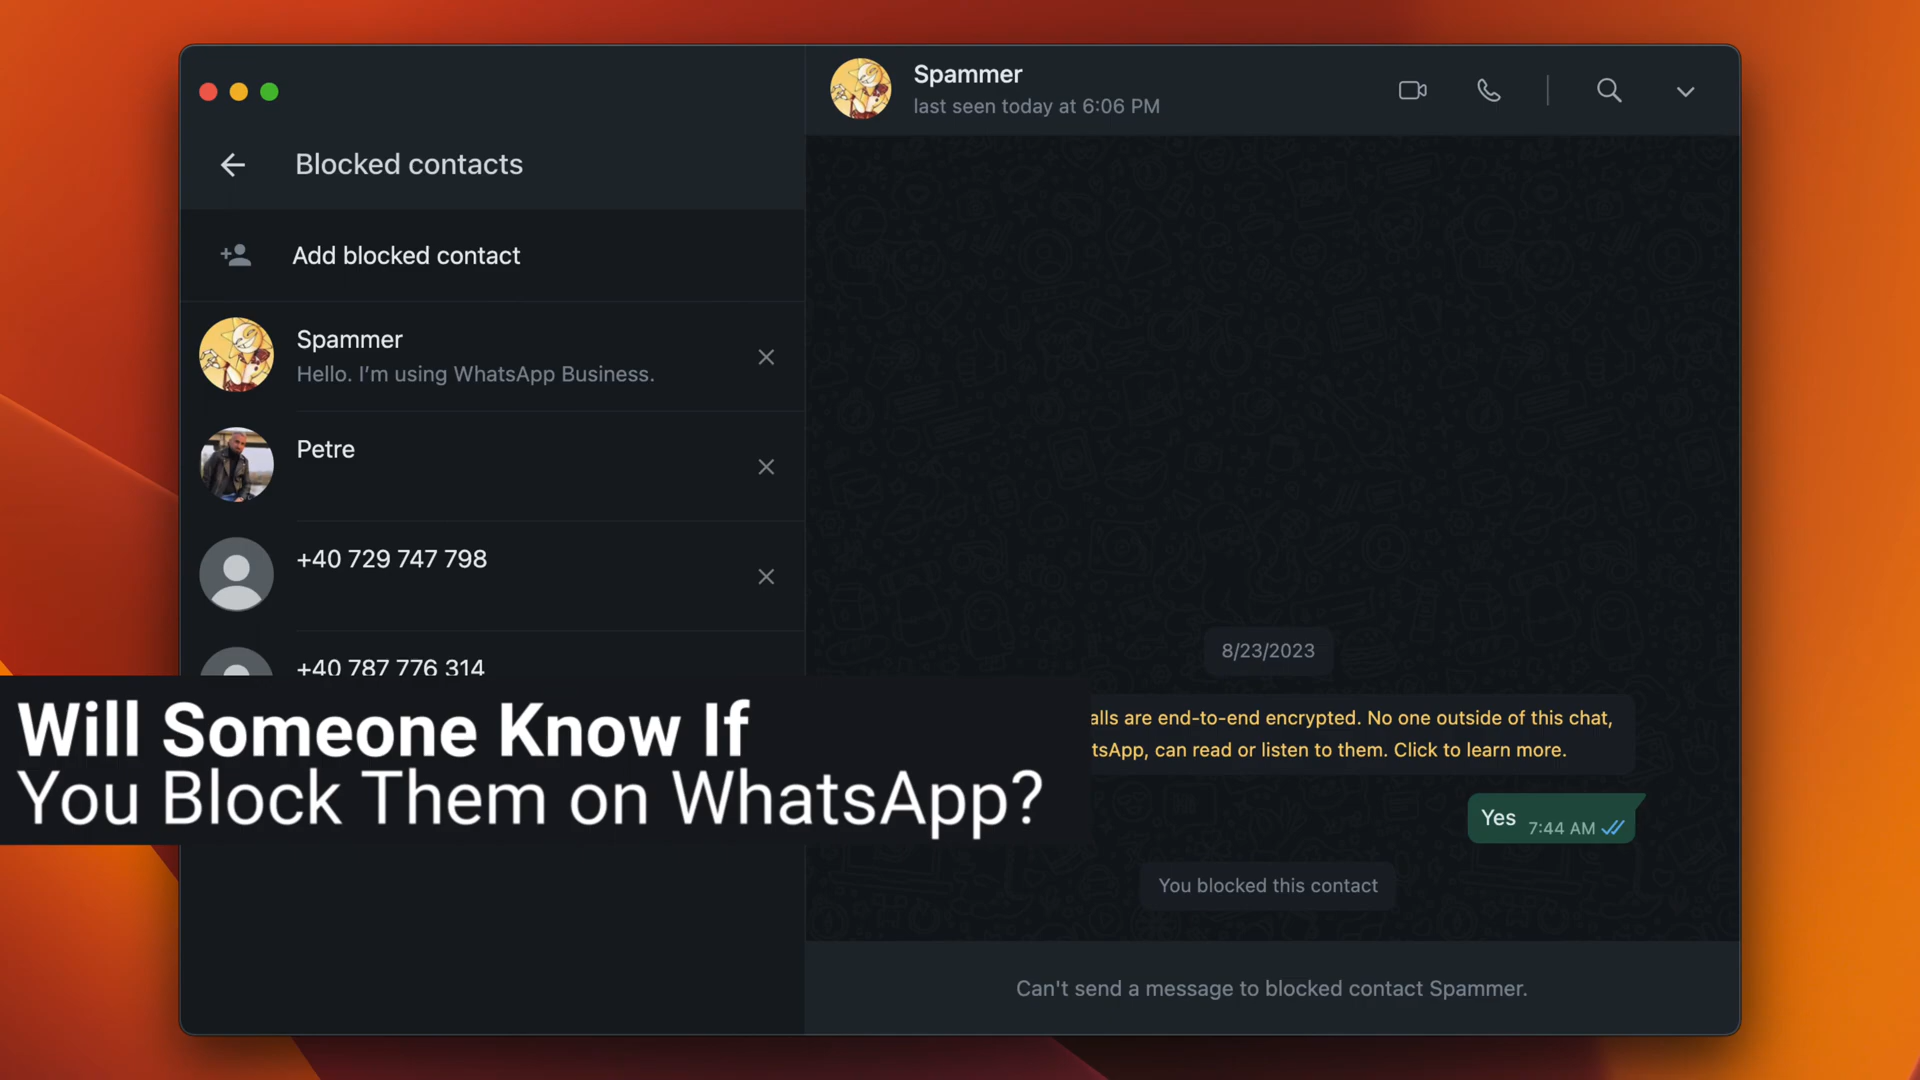 Blocked contacts
Add blocked contact
Spammer
Hello. I’m using WhatsApp Business.
Petre
+40 729 747 798
+40 787 776 314
Will Someone Know If
You Block Them on WhatsApp?
Spammer
last seen today at 6:06 PM
8/23/2023
alls are end-to-end encrypted. No one outside of this chat,
tsApp, can read or listen to them. Click to learn more.
Yes 7:44 AM
You blocked this contact
Can't send a message to blocked contact Spammer.